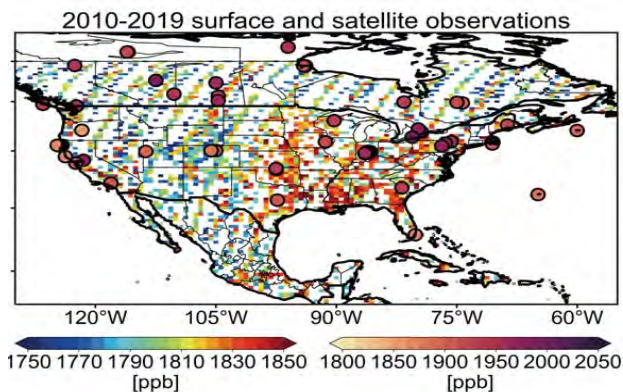 2010-2019 surface and satellite observations
120°W 105°W 90°W 75°W 60°W
1750 1770 1790 1810 1830 1850 1800 1850 1900 1950 2000 2050
[ppb] [ppb]